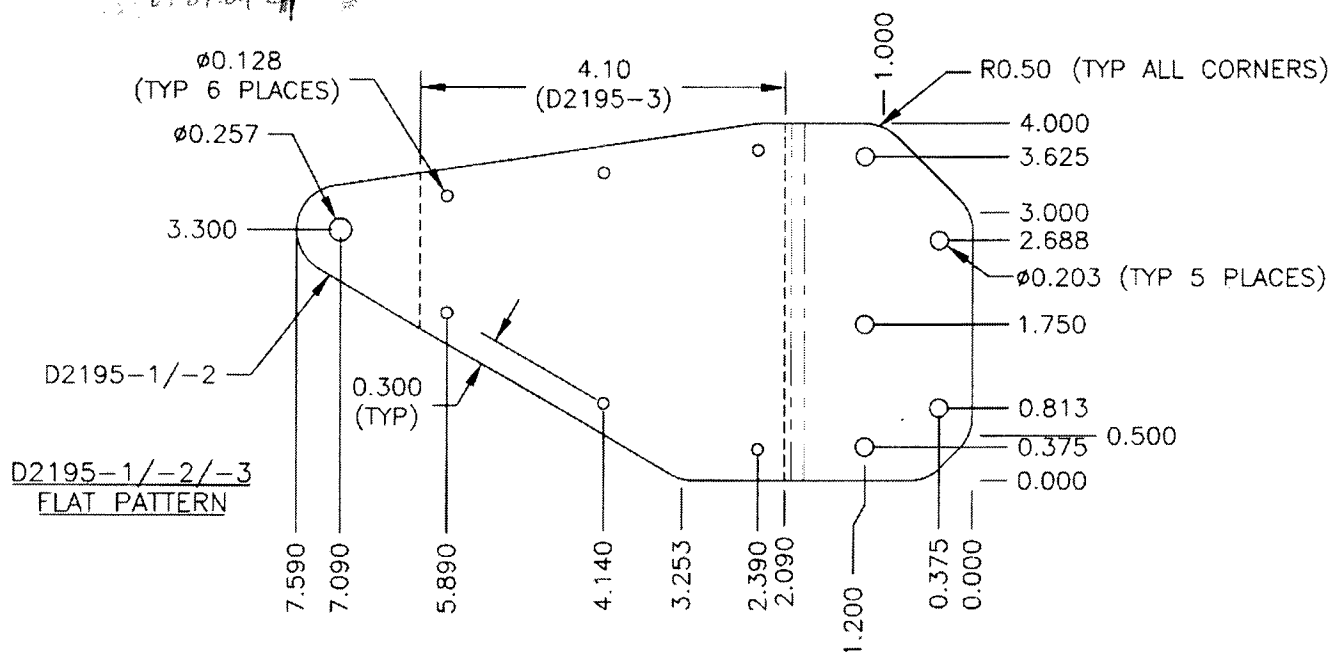 ø0.128
(TYP 6 PLACES)
4.10
(D2195-3)
1.000
R0.50 (TYP ALL CORNERS)
ø0.257
4.000
3.625
3.300
3.000
2.688
ø0.203 (TYP 5 PLACES)
1.750
D2195-1/-2
0.300
(TYP)
0.813
0.500
0.375
0.000
D2195-1/-2/-3
FLAT PATTERN
7.590
7.090
5.890
4.140
3.253
2.390
2.090
1.200
0.375
0.000